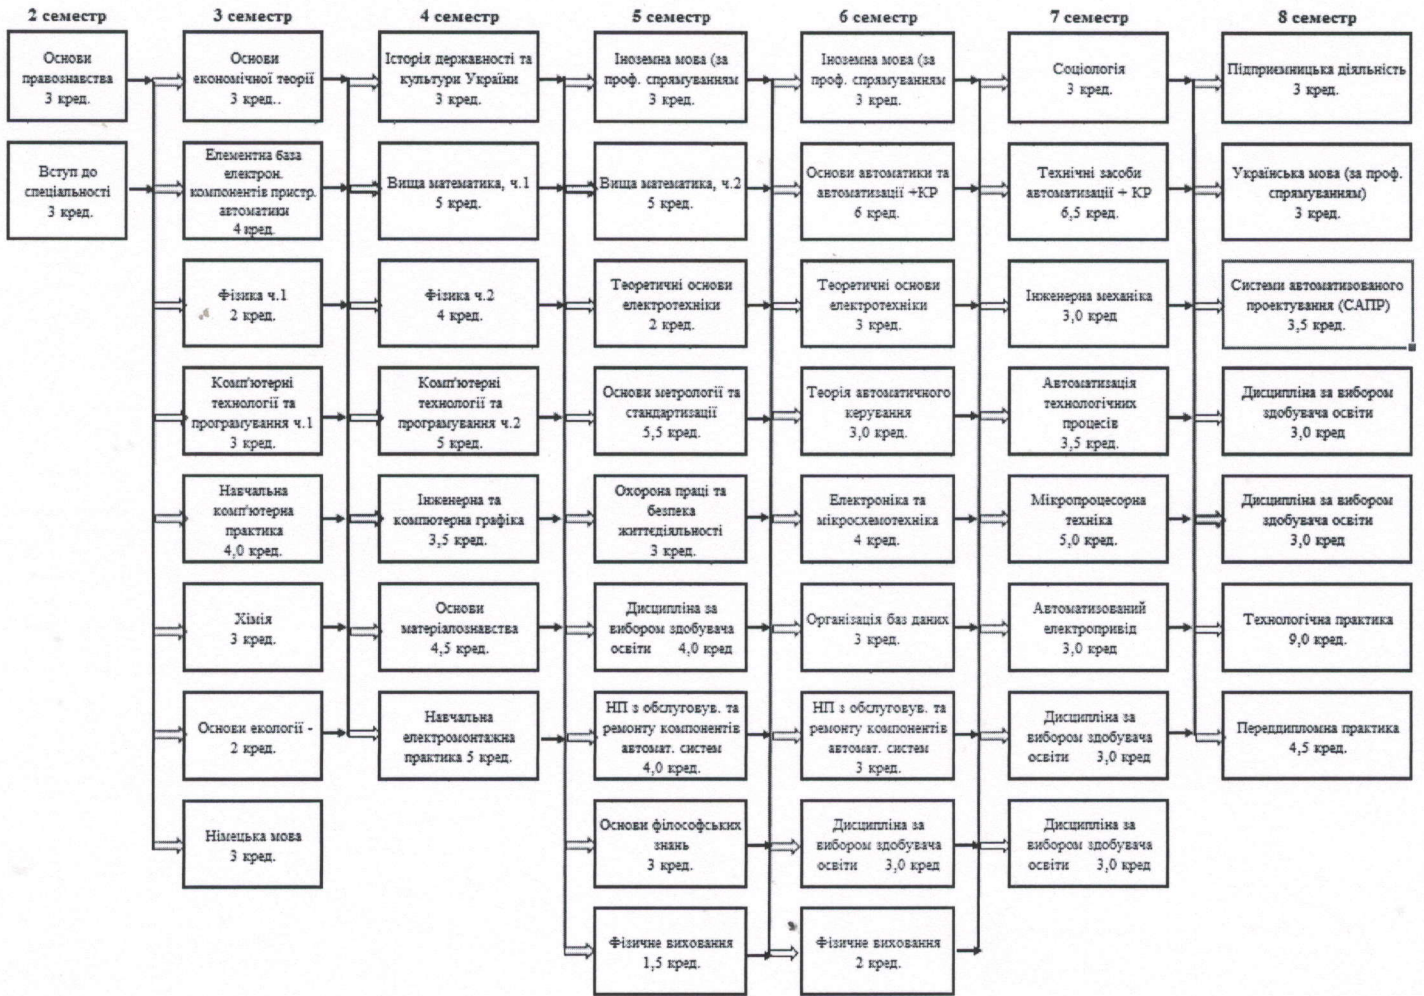 2 семестр
3 семестр
4 семестр
5 семестр
6 семестр
7 семестр
8 семестр
Основи
правознавства
3 кред.
Вступ до
спеціальності
3 кред.
Основи
економічної теорії
3 кред..
Елементна база
електрон.
компонентів пристр.
автоматики
4 кред.
Фізика ч.1
2 кред.
Комп'ютерні
технології та
програмування ч.1
3 кред.
Навчальна
комп'ютерна
практика
4,0 кред.
Хімія
3 кред.
Основи екології -
2 кред.
Німецька мова
3 кред.
Історія державності та
культури України
3 кред.
Вища математика, ч.1
5 кред.
Фізика ч.2
4 кред.
Комп'ютерні
технології та
програмування ч.2
5 кред.
Інженерна та
компютерна графіка
3,5 кред.
Основи
матеріалознавства
4,5 кред.
Навчальна
електромонтажна
практика 5 кред.
Іноземна мова (за
проф. спрямуванням
3 кред.
Вища математика, ч.2
5 кред.
Теоретичні основи
електротехніки
2 кред.
Основи метрології та
стандартизації
5,5 кред.
Охорона праці та
безпека
життєдіяльності
3 кред.
Дисципліна за
вибором здобувача
освіти 4,0 кред
НП з обслуговув. та
ремонту компонентів
автомат. систем
4,0 кред.
Основи філософських
знань
3 кред.
Фізичне виховання
1,5 кред.
Іноземна мова (за
проф. спрямуванням
3 кред.
Основи автоматики та
автоматизації +КР
6 кред.
Теоретичні основи
електротехніки
3 кред.
Теорія автоматичного
керування
3,0 кред.
Електроніка та
мікросхемотехніка
4 кред.
Організація баз даних
3 кред.
НП з обслуговув. та
ремонту компонентів
автомат. систем
3 кред.
Дисципліна за
вибором здобувача
освіти 3,0 кред
Фізичне виховання
2 кред.
Соціологія
3 кред.
Технічні засоби
автоматизації + КР
6,5 кред.
Інженерна механіка
3,0 кред
Автоматизація
технологічних
процесів
3,5 кред.
Мікропроцесорна
техніка
5,0 кред.
Автоматизований
електропривід
3,0 кред
Дисципліна за
вибором здобувача
освіти 3,0 кред
Дисципліна за
вибором здобувача
освіти 3,0 кред
Підприємницька діяльність
3 кред.
Українська мова (за проф.
спрямуванням)
3 кред.
Системи автоматизованого
проектування (САПР)
3,5 кред.
Дисципліна за вибором
здобувача освіти
3,0 кред
Дисципліна за вибором
здобувача освіти
3,0 кред
Технологічна практика
9,0 кред.
Переддипломна практика
4,5 кред.